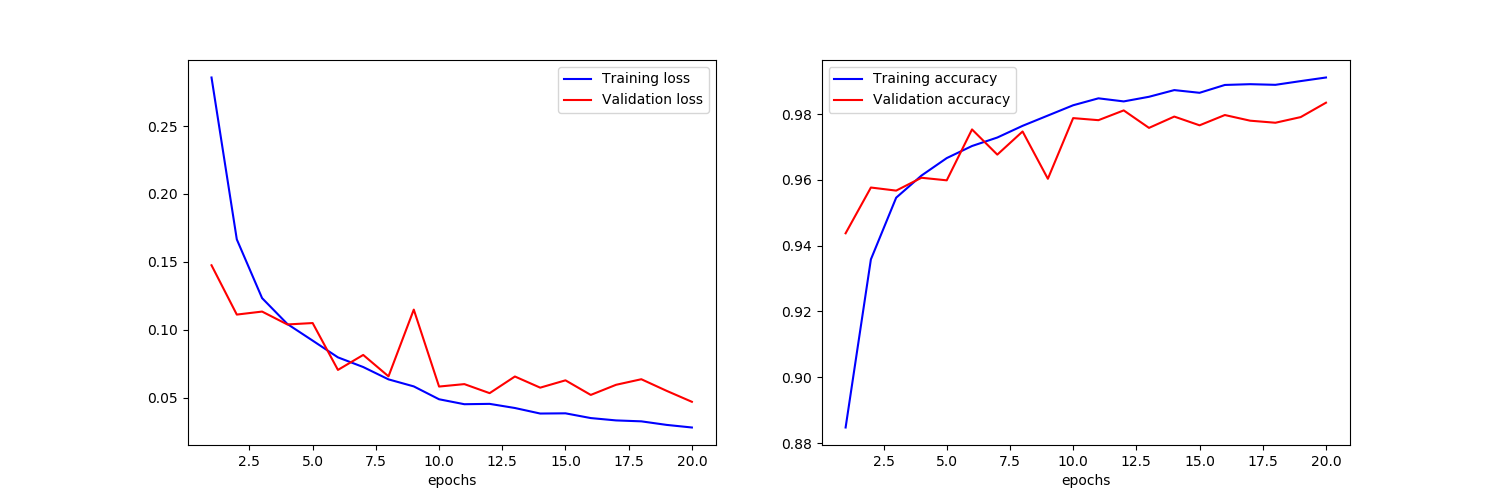 Training loss
Validation loss
0.25
0.20
0.15
0.10
0.05
2.5 5.0 7.5 10.0 12.5 15.0 17.5 20.0
epochs
Training accuracy
Validation accuracy
0.98
0.96
0.94
0.92
0.90
0.88
2.5 5.0 7.5 10.0 12.5 15.0 17.5 20.0
epochs